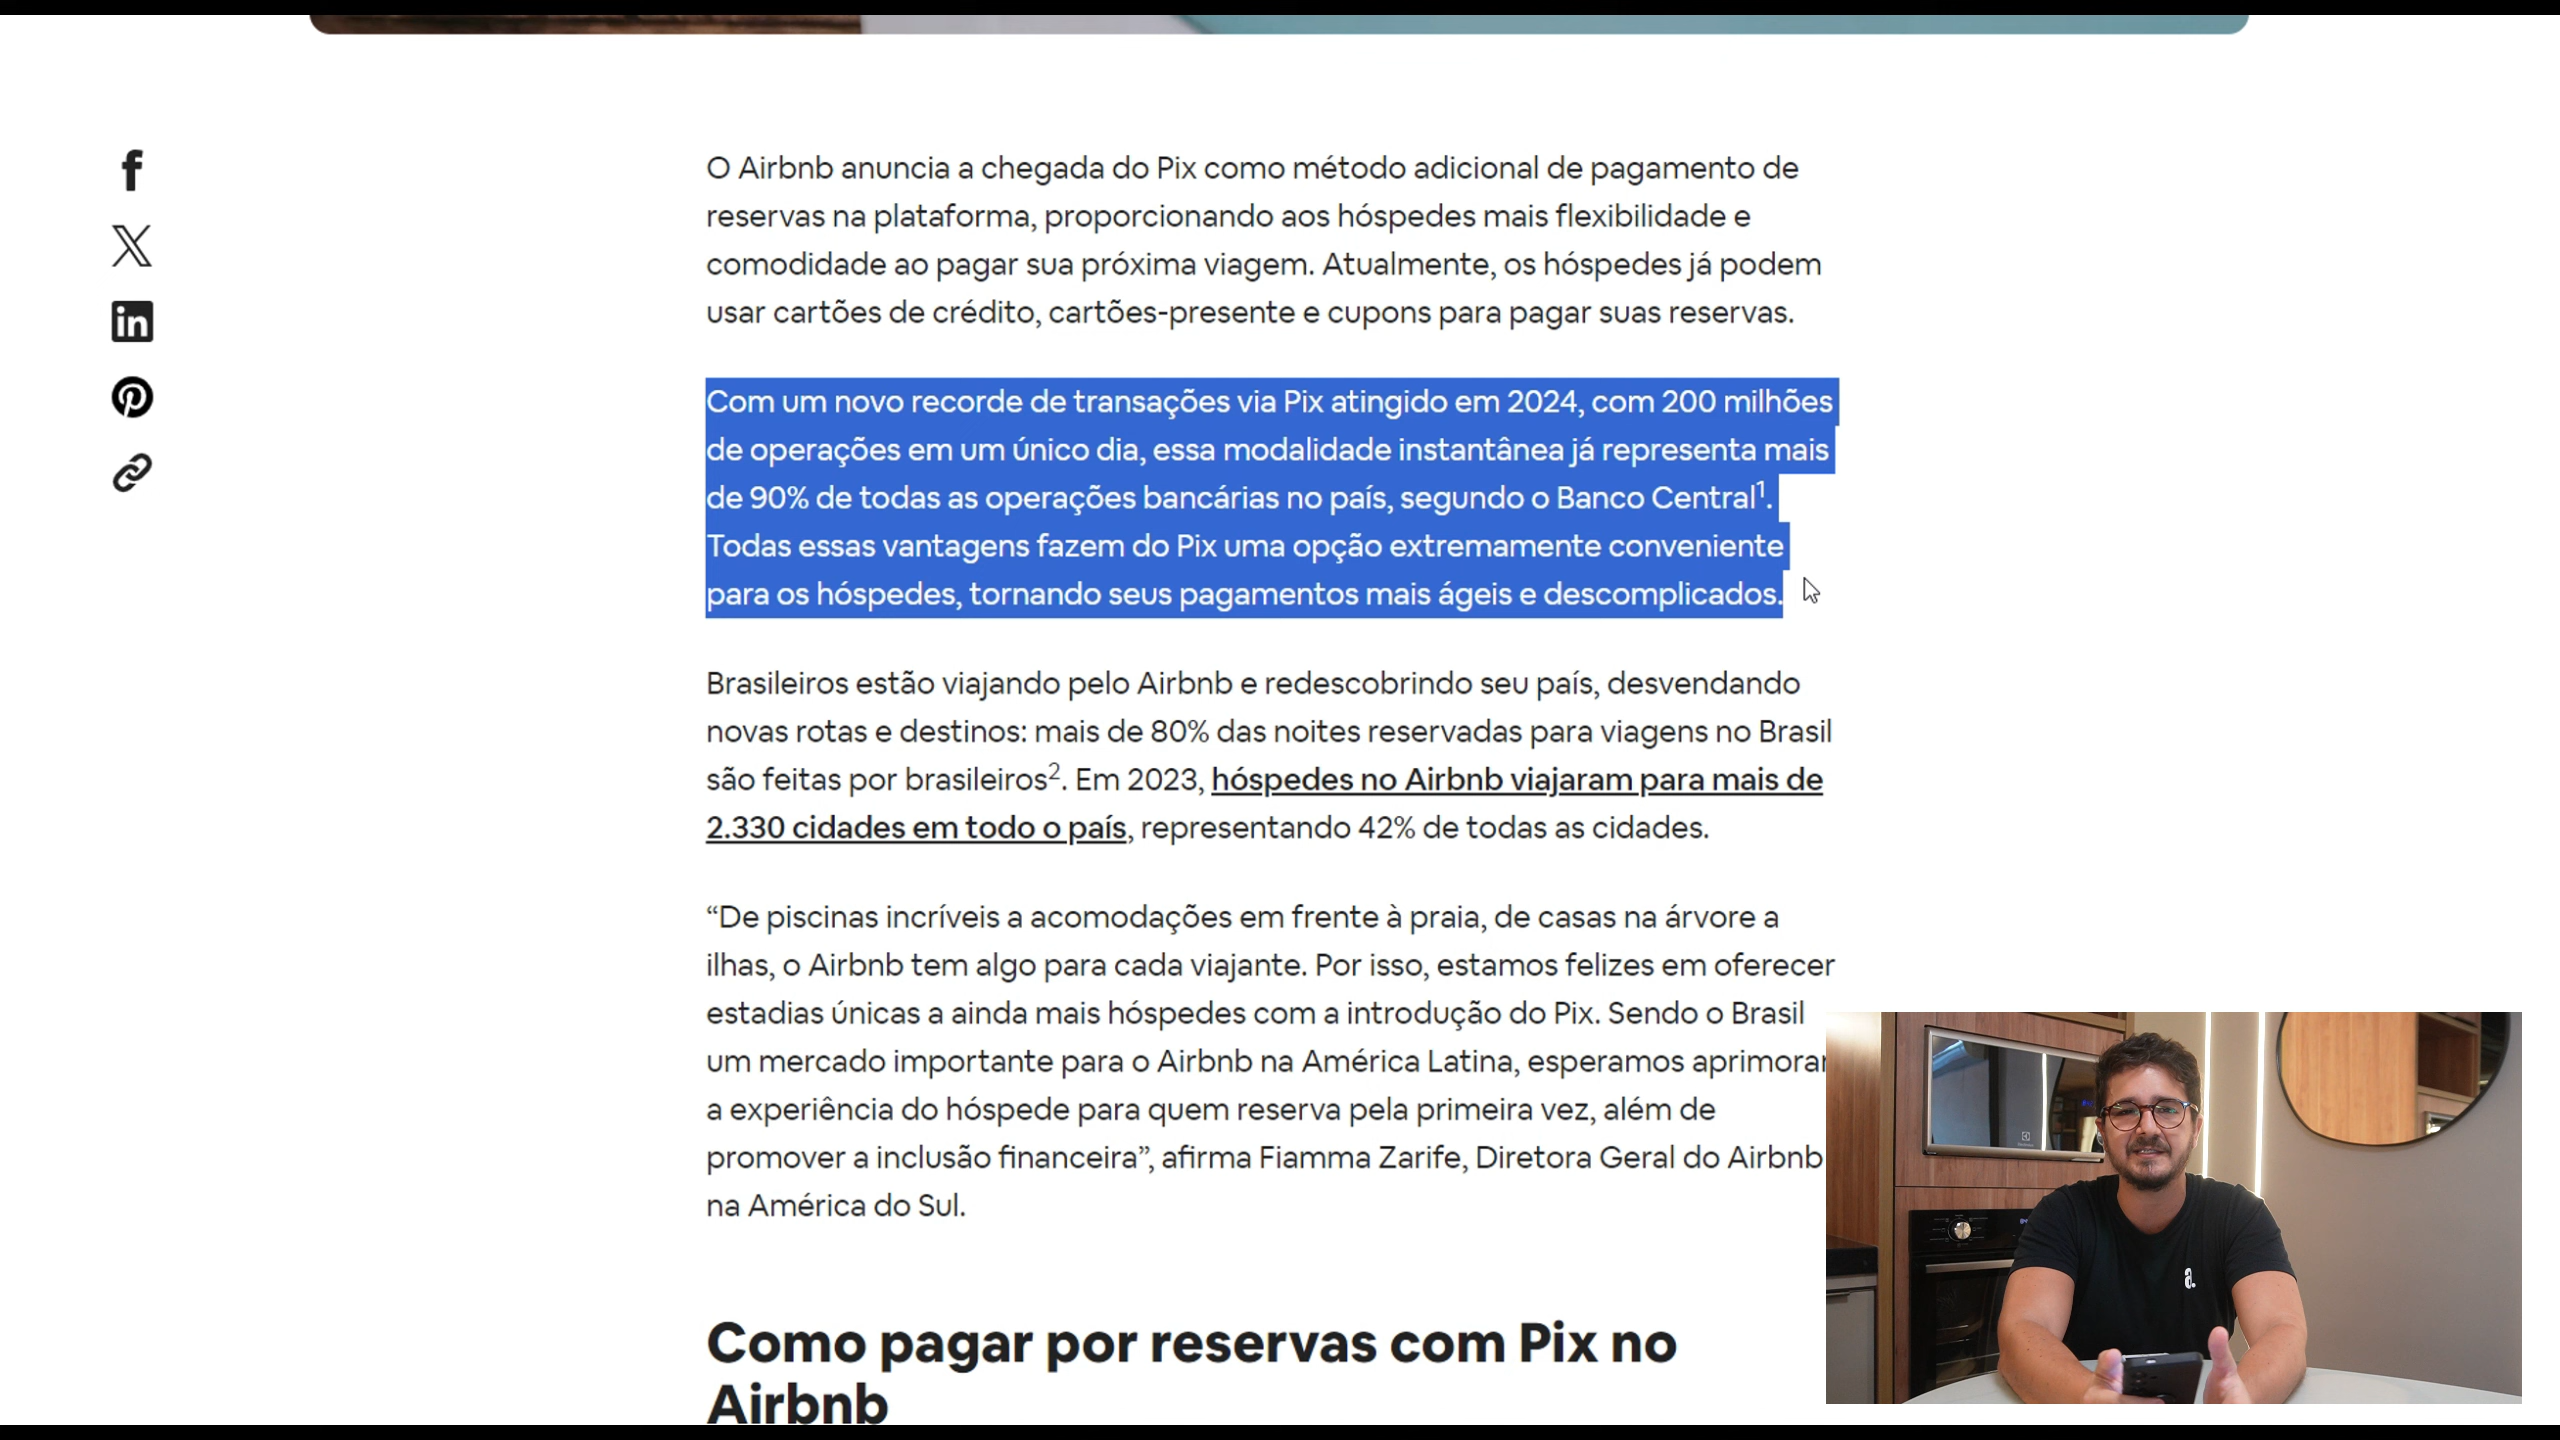 O Airbnb anuncia a chegada do Pix como método adicional de pagamento de
reservas na plataforma, proporcionando aos hóspedes mais flexibilidade e
comodidade ao pagar sua próxima viagem. Atualmente, os hóspedes já podem
usar cartões de crédito, cartões-presente e cupons para pagar suas reservas.
Com um novo recorde de transações via Pix atingido em 2024, com 200 milhões
de operações em um único dia, essa modalidade instantânea já representa mais
de 90% de todas as operações bancárias no país, segundo o Banco Central¹.
Todas essas vantagens fazem do Pix uma opção extremamente conveniente
para os hóspedes, tornando seus pagamentos mais ágeis e descomplicados.
Brasileiros estão viajando pelo Airbnb e redescobrindo seu país, desvendando
novas rotas e destinos: mais de 80% das noites reservadas para viagens no Brasil
são feitas por brasileiros². Em 2023, hóspedes no Airbnb viajaram para mais de
2.330 cidades em todo o país, representando 42% de todas as cidades.
“De piscinas incríveis a acomodações em frente à praia, de casas na árvore a
ilhas, o Airbnb tem algo para cada viajante. Por isso, estamos felizes em oferecer
estadias únicas a ainda mais hóspedes com a introdução do Pix. Sendo o Brasil
um mercado importante para o Airbnb na América Latina, esperamos aprimorar
a experiência do hóspede para quem reserva pela primeira vez, além de
promover a inclusão financeira”, afirma Fiamma Zarife, Diretora Geral do Airbnb
na América do Sul.
Como pagar por reservas com Pix no
Airbnb
a.